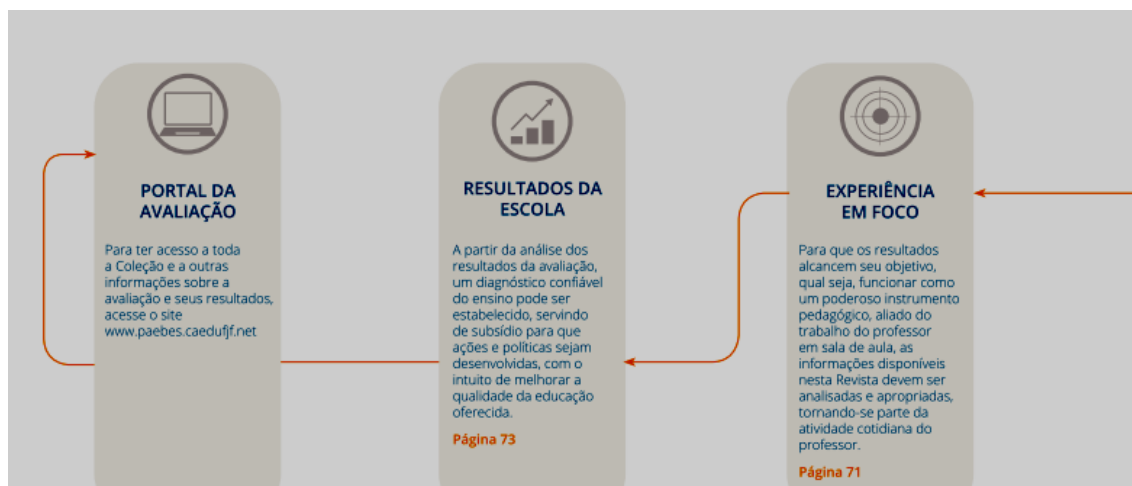 PORTAL DA
AVALIAÇÃO
Para ter acesso a toda
a Coleção e a outras
informações sobre a
avaliação e seus resultados,
acesse o site
www.paebes.caedufjf.net
RESULTADOS DA
ESCOLA
A partir da análise dos
resultados da avaliação,
um diagnóstico confiável
do ensino pode ser
estabelecido, servindo
de subsídio para que
ações e políticas sejam
desenvolvidas, com o
intuito de melhorar a
qualidade da educação
oferecida.
Página 73
EXPERIÊNCIA
EM FOCO
Para que os resultados
alcancem seu objetivo,
qual seja, funcionar como
um poderoso instrumento
pedagógico, aliado do
trabalho do professor
em sala de aula, as
informações disponíveis
nesta Revista devem ser
analisadas e apropriadas,
tornando-se parte da
atividade cotidiana do
professor.
Página 71